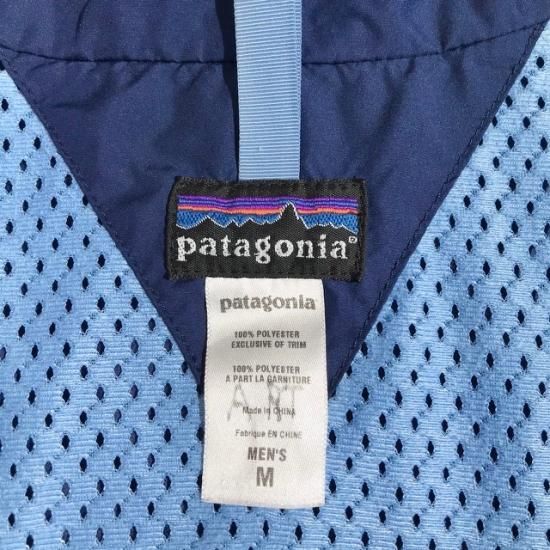 patagonia®
patagonia
100% POLYESTER
EXCLUSIVE OF TRIM
100% POLYESTER
A PART LA GARNITURE
Made in CHINA
Fabriqué EN CHINE
MEN'S
M